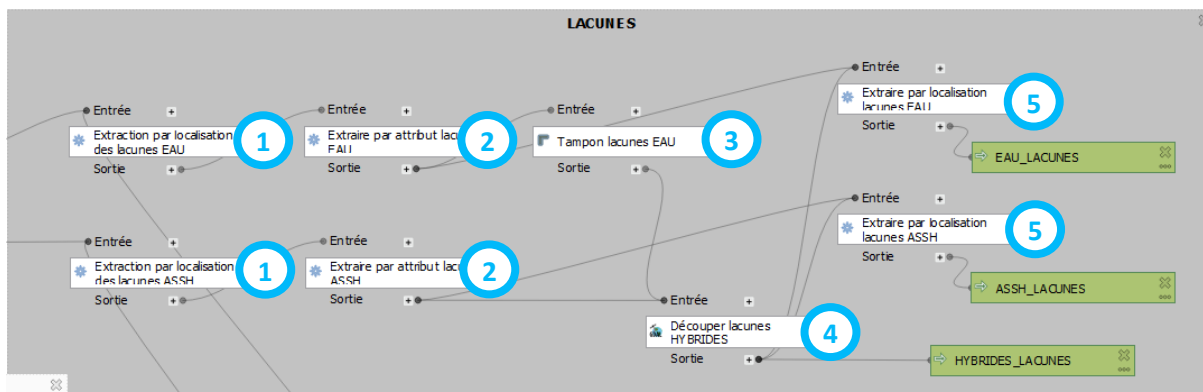 LACUNES
Entrée
Extraire par localisation
lacunes EAU
5
Sortie
EAU_LACUNES
Entrée
Extraction par localisation
des lacunes EAU
1
Sortie
Entrée
Extraire par attribut
EAU
2
Sortie
Entrée
Tampon lacunes EAU
3
Sortie
Entrée
Extraire par localisation
lacunes ASSH
5
Sortie
ASSH_LACUNES
Entrée
Extraction par localisation
des lacunes ASSH
1
Sortie
Entrée
Extraire par attribut
ASSH
2
Sortie
Entrée
Découper lacunes
HYBRIDES
4
Sortie
HYBRIDES_LACUNES